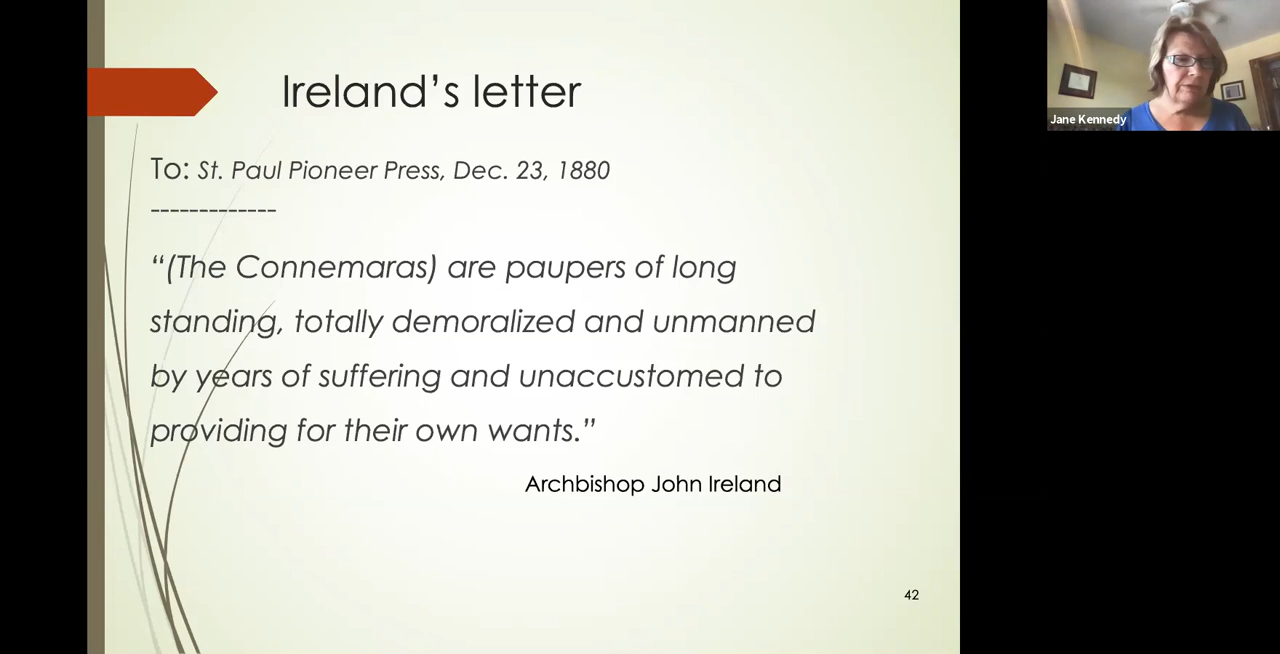 Ireland’s letter
To: St. Paul Pioneer Press, Dec. 23, 1880
-------------
“(The Connemaras) are paupers of long
standing, totally demoralized and unmanned
by years of suffering and unaccustomed to
providing for their own wants.”
Archbishop John Ireland
42
Jane Kennedy